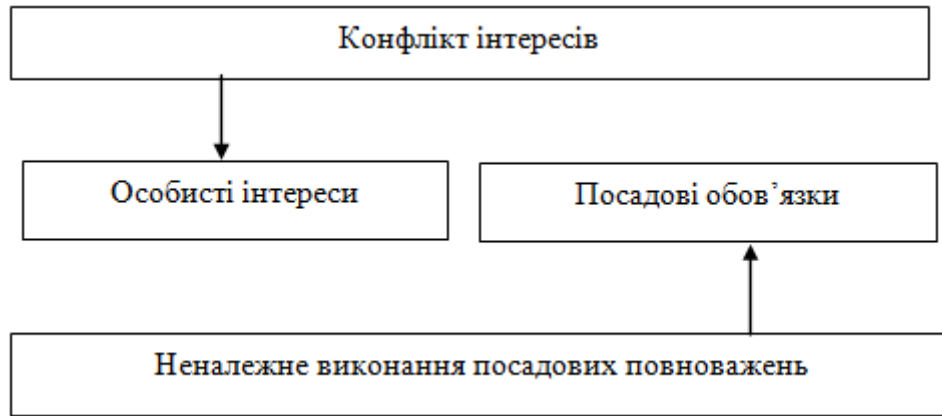 Конфлікт інтересів
Особисті інтереси
Посадові обов’язки
Неналежне виконання посадових повноважень